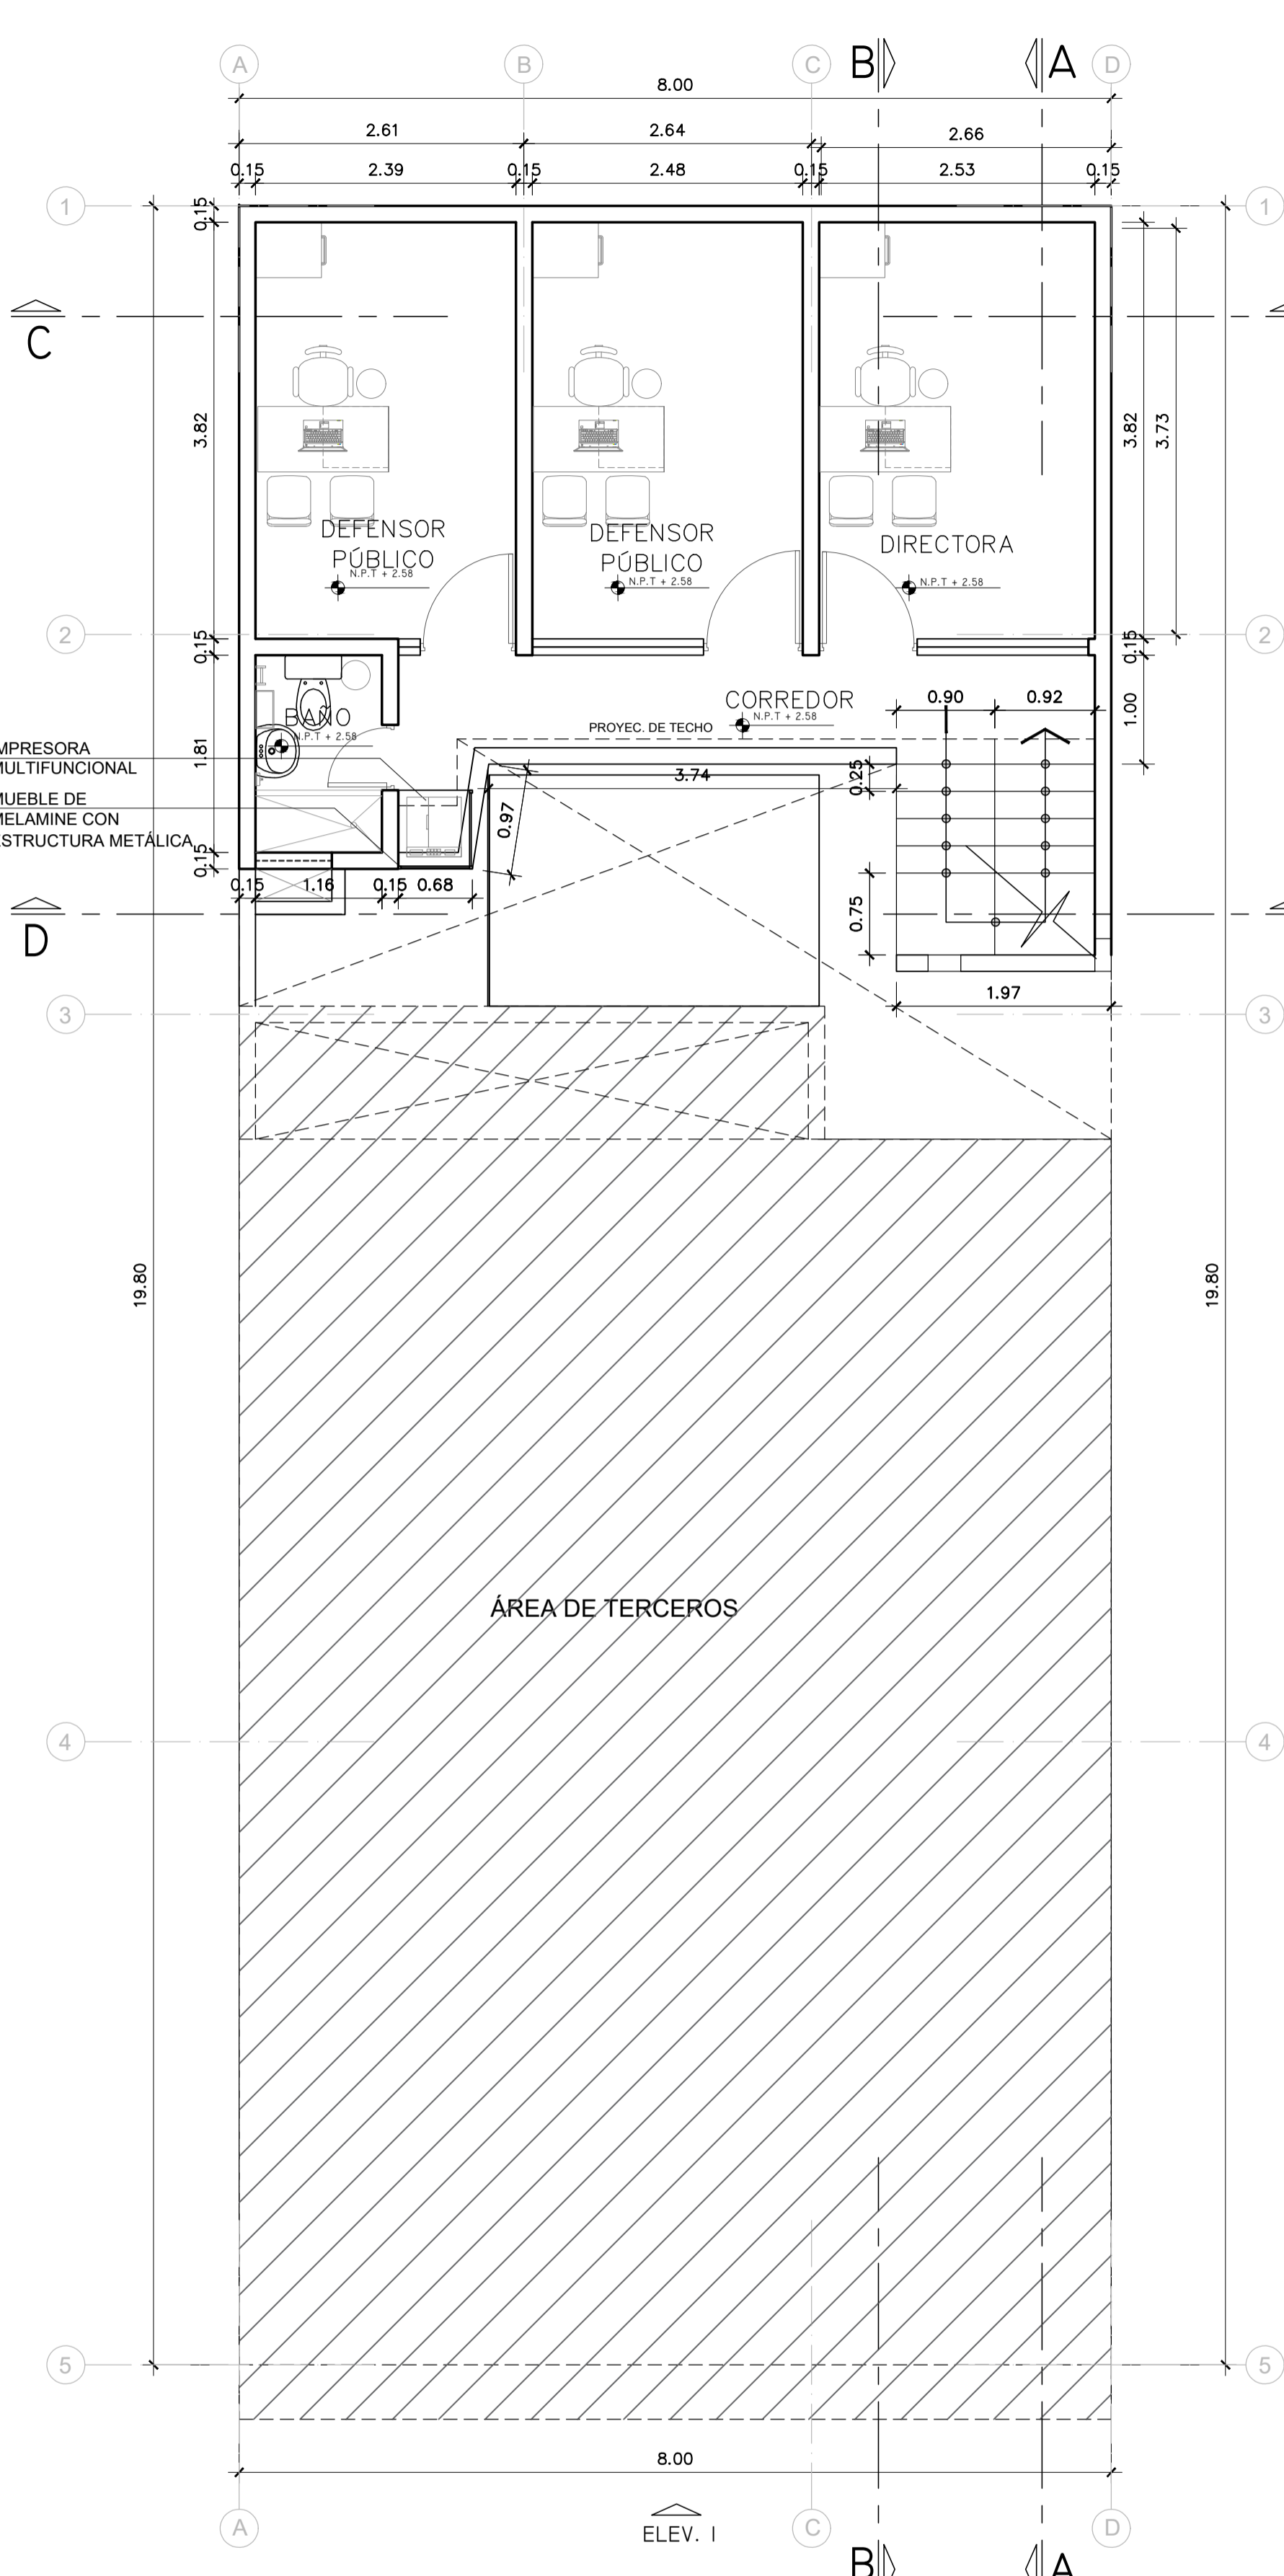 A B C B A D
8.00
2.61 2.64 2.66
0.15 2.39 0.15 2.48 0.15 2.53 0.15
1 0.15 1
C
3.82 3.82 3.73
DEFENSOR
PÚBLICO
N.P.T + 2.58
DEFENSOR
PÚBLICO
N.P.T + 2.58
DIRECTORA
N.P.T + 2.58
2 0.15 0.15 2
CORREDOR
N.P.T + 2.58
PROYEC. DE TECHO
0.90 0.92
1.00
BAÑO
N.P.T + 2.58
1.81
MPRESORA
MULTIFUNCIONAL
MUEBLE DE
MELAMINE CON
ESTRUCTURA METÁLICA
3.74
0.25
0.97
0.15
0.15 1.16 0.15 0.68
0.75
D
1.97
3 3
19.80 19.80
ÁREA DE TERCEROS
4 4
5 5
8.00
A C D
ELEV. I
B A